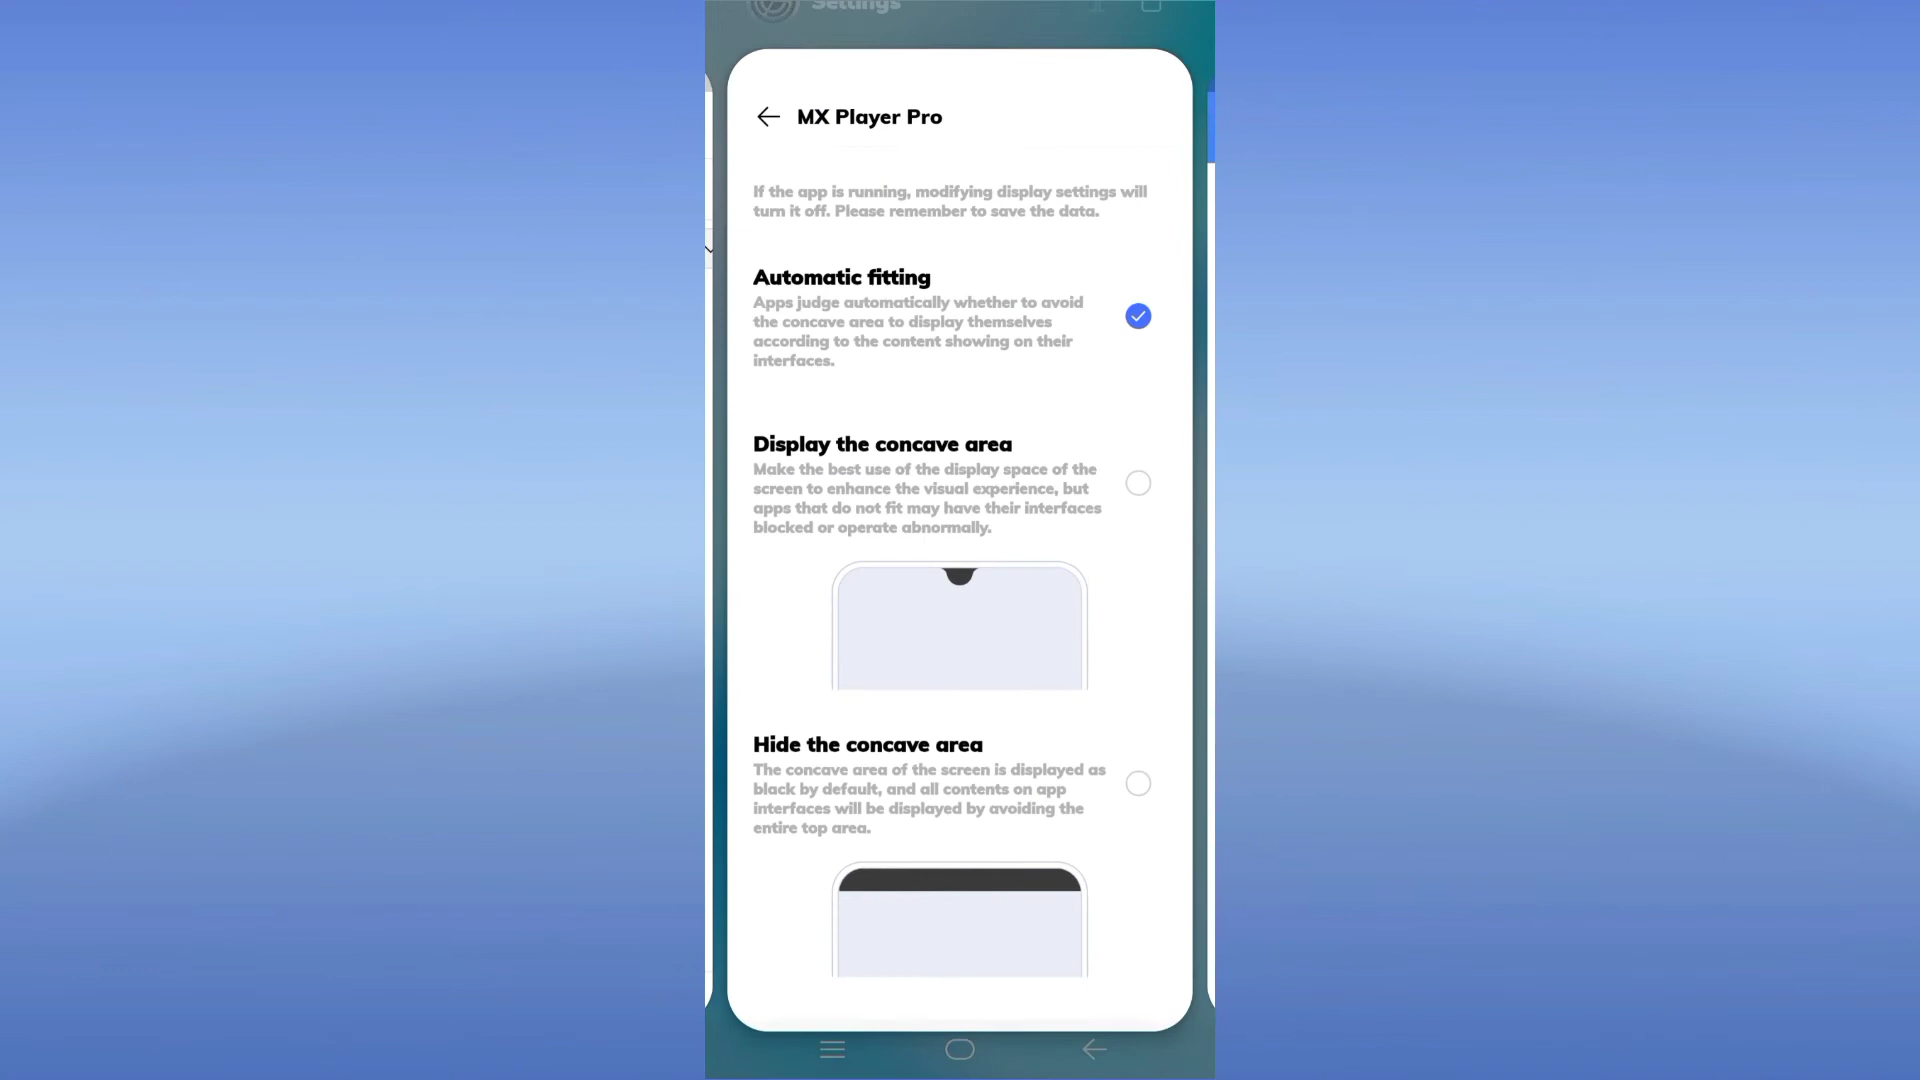 Settings
MX Player Pro
If the app is running, modifying display settings will
turn it off. Please remember to save the data.
Automatic fitting
Apps judge automatically whether to avoid
the concave area to display themselves
according to the content showing on their
interfaces.
Display the concave area
Make the best use of the display space of the
screen to enhance the visual experience, but
apps that do not fit may have their interfaces
blocked or operate abnormally.
Hide the concave area
The concave area of the screen is displayed as
black by default, and all contents on app
interfaces will be displayed by avoiding the
entire top area.